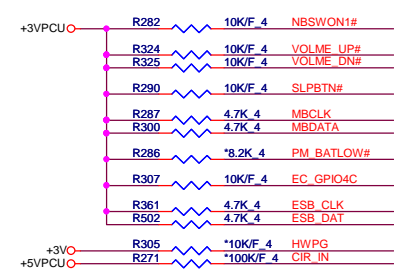 +3VPCU R282 10K/F_4 NBSWON1#
R324 10K/F_4 VOLME_UP#
R325 10K/F_4 VOLME_DN#
R290 10K/F_4 SLPBTN#
R287 4.7K_4 MBCLK
R300 4.7K_4 MBDATA
R286 *8.2K_4 PM_BATLOW#
R307 10K/F_4 EC_GPIO4C
R361 4.7K_4 ESB_CLK
R502 4.7K_4 ESB_DAT
+3V R305 *10K/F_4 HWPG
+5VPCU R271 *100K/F_4 CIR_IN